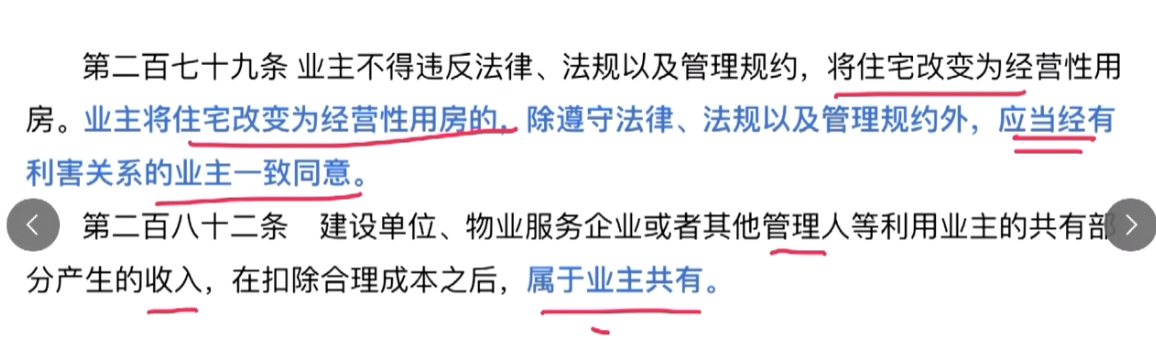 第二百七十九条 业主不得违反法律、法规以及管理规约，将住宅改变为经营性用
房。业主将住宅改变为经营性用房的，除遵守法律、法规以及管理规约外，应当经有
利害关系的业主一致同意。
第二百八十二条 建设单位、物业服务企业或者其他管理人等利用业主的共有部
分产生的收入，在扣除合理成本之后，属于业主共有。